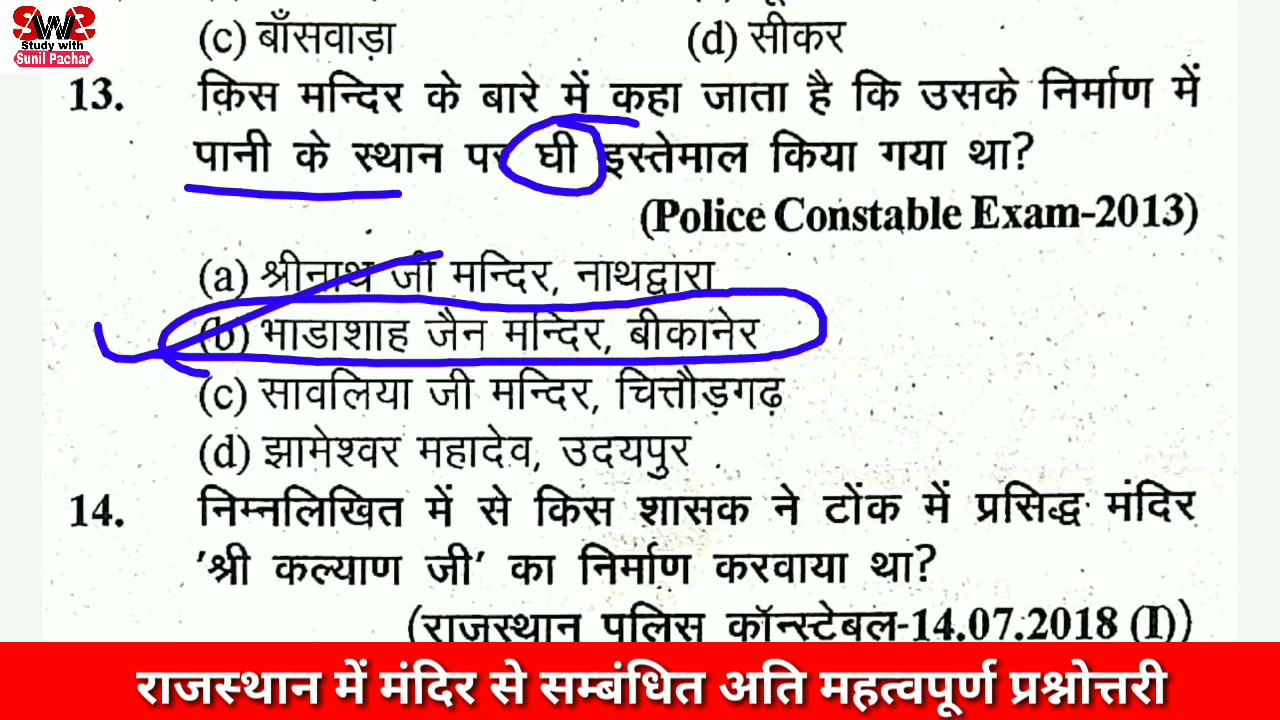 SWS
Study with
Sunil Pachar
(c) बाँसवाड़ा (d) सीकर
13. किस मन्दिर के बारे में कहा जाता है कि उसके निर्माण में
पानी के स्थान पर घी इस्तेमाल किया गया था?
(Police Constable Exam-2013)
(a) श्रीनाथ जी मन्दिर, नाथद्वारा
(b) भाडाशाह जैन मन्दिर, बीकानेर
(c) सावलिया जी मन्दिर, चित्तौड़गढ़
(d) झामेश्वर महादेव, उदयपुर
14. निम्नलिखित में से किस शासक ने टोंक में प्रसिद्ध मंदिर
'श्री कल्याण जी' का निर्माण करवाया था?
(राजस्थान पुलिस कॉन्स्टेबल-14.07.2018 (I))
राजस्थान में मंदिर से सम्बंधित अति महत्वपूर्ण प्रश्नोत्तरी